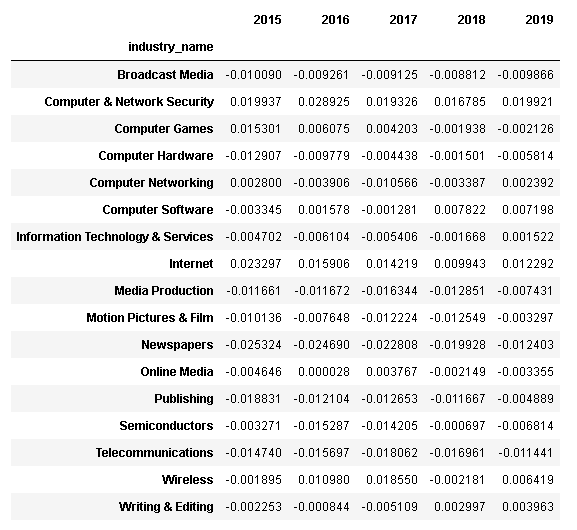 2015 2016 2017 2018 2019
industry_name
Broadcast Media -0.010090 -0.009261 -0.009125 -0.008812 -0.009866
Computer & Network Security 0.019937 0.028925 0.019326 0.016785 0.019921
Computer Games 0.015301 0.006075 0.004203 -0.001938 -0.002126
Computer Hardware -0.012907 -0.009779 -0.004438 -0.001501 -0.005814
Computer Networking 0.002800 -0.003906 -0.010566 -0.003387 0.002392
Computer Software -0.003345 0.001578 -0.001281 0.007822 0.007198
Information Technology & Services -0.004702 -0.006104 -0.005406 -0.001668 0.001522
Internet 0.023297 0.015906 0.014219 0.009943 0.012292
Media Production -0.011661 -0.011672 -0.016344 -0.012851 -0.007431
Motion Pictures & Film -0.010136 -0.007648 -0.012224 -0.012549 -0.003297
Newspapers -0.025324 -0.024690 -0.022808 -0.019928 -0.012403
Online Media -0.004646 0.000028 0.003767 -0.002149 -0.003355
Publishing -0.018831 -0.012104 -0.012653 -0.011667 -0.004889
Semiconductors -0.003271 -0.015287 -0.014205 -0.000697 -0.006814
Telecommunications -0.014740 -0.015697 -0.018062 -0.016961 -0.011441
Wireless -0.001895 0.010980 0.018550 -0.002181 0.006419
Writing & Editing -0.002253 -0.000844 -0.005109 0.002997 0.003963